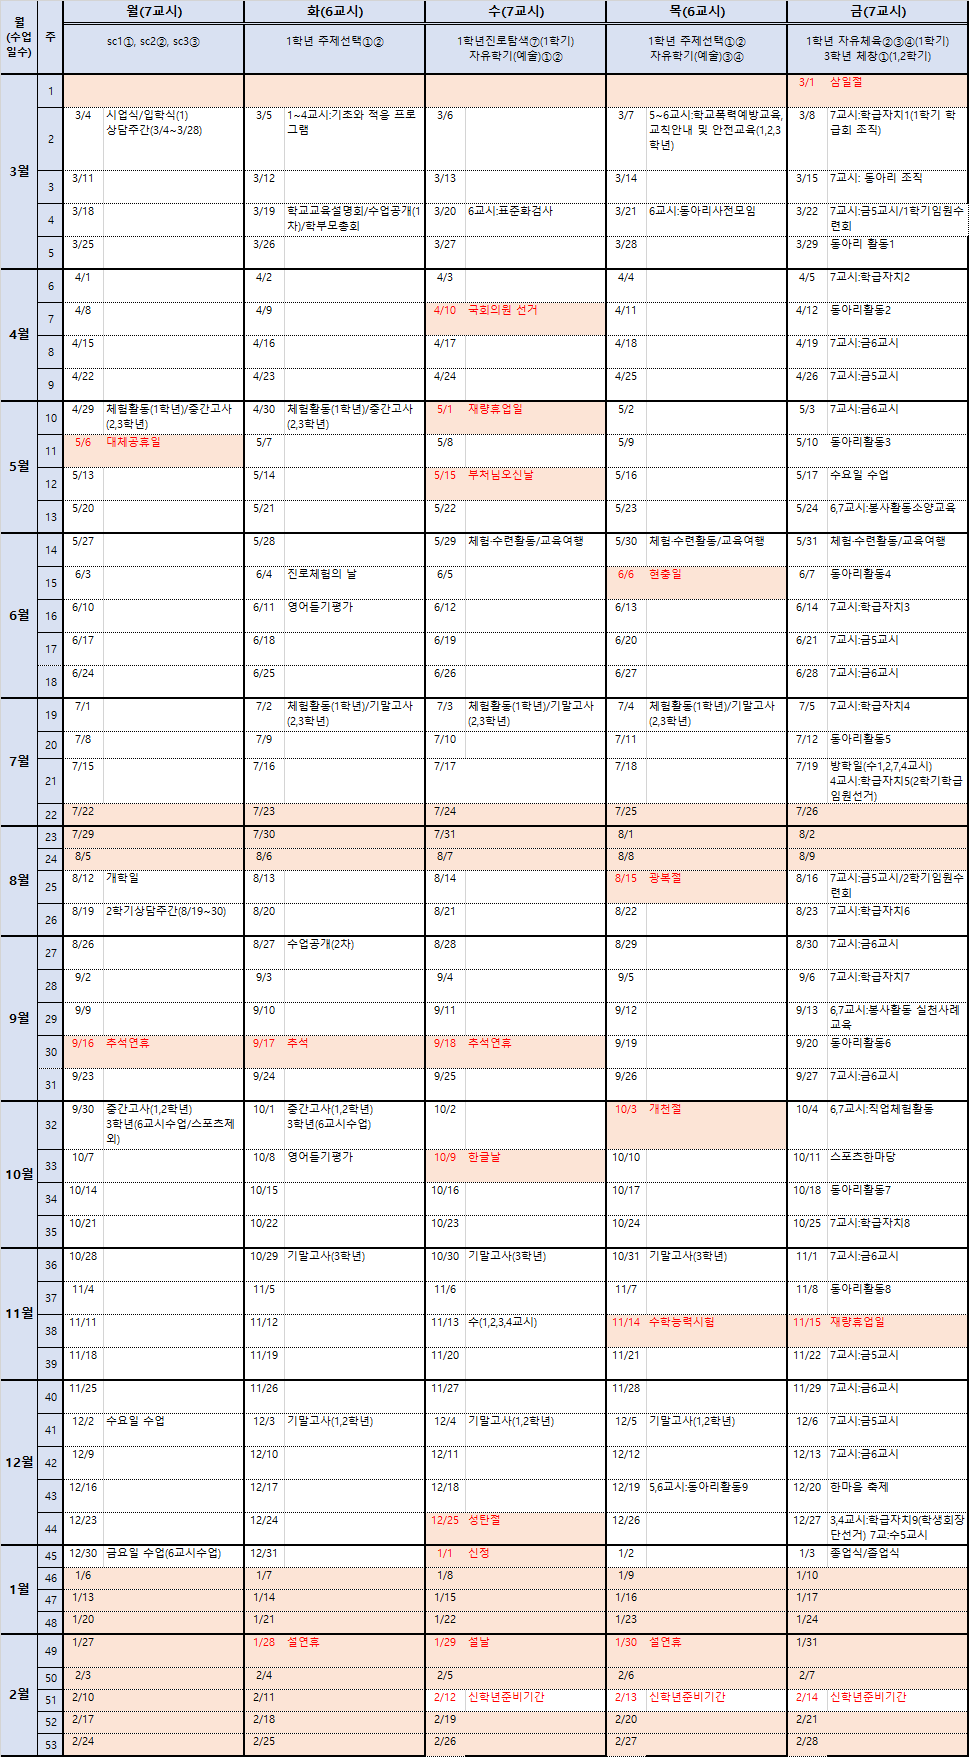 월
(수업
일수)
주
월(7교시)
화(6교시)
수(7교시)
목(6교시)
금(7교시)
sc1①, sc2②, sc3③
1학년 주제선택①②
1학년진로탐색⑦(1학기)
자유학기(예술)①②
1학년 주제선택①②
자유학기(예술)③④
1학년 자유체육②③④(1학기)
3학년 체창①(1,2학기)
3월
1
3/1 삼일절
2
3/4 시업식/입학식(1)
상담주간(3/4~3/28)
3/5 1~4교시:기초와 적응 프로
그램
3/6
3/7 5~6교시:학교폭력예방교육,
교칙안내 및 안전교육(1,2,3
학년)
3/8 7교시:학급자치1(1학기 학
급회 조직)
3
3/11
3/12
3/13
3/14
3/15 7교시: 동아리 조직
4
3/18
3/19 학교교육설명회/수업공개(1
차)/학부모총회
3/20 6교시:표준화검사
3/21 6교시:동아리사전모임
3/22 7교시:금5교시/1학기임원수
련회
5
3/25
3/26
3/27
3/28
3/29 동아리 활동1
4월
6
4/1
4/2
4/3
4/4
4/5 7교시:학급자치2
7
4/8
4/9
4/10 국회의원 선거
4/11
4/12 동아리활동2
8
4/15
4/16
4/17
4/18
4/19 7교시:금6교시
9
4/22
4/23
4/24
4/25
4/26 7교시:금5교시
5월
10
4/29 체험활동(1학년)/중간고사
(2,3학년)
4/30 체험활동(1학년)/중간고사
(2,3학년)
5/1 재량휴업일
5/2
5/3 7교시:금6교시
11
5/6 대체공휴일
5/7
5/8
5/9
5/10 동아리활동3
12
5/13
5/14
5/15 부처님오신날
5/16
5/17 수요일 수업
13
5/20
5/21
5/22
5/23
5/24 6,7교시:봉사활동소양교육
6월
14
5/27
5/28
5/29 체험·수련활동/교육여행
5/30 체험·수련활동/교육여행
5/31 체험·수련활동/교육여행
15
6/3
6/4 진로체험의 날
6/5
6/6 현충일
6/7 동아리활동4
16
6/10
6/11 영어듣기평가
6/12
6/13
6/14 7교시:학급자치3
17
6/17
6/18
6/19
6/20
6/21 7교시:금5교시
18
6/24
6/25
6/26
6/27
6/28 7교시:금6교시
7월
19
7/1
7/2 체험활동(1학년)/기말고사
(2,3학년)
7/3 체험활동(1학년)/기말고사
(2,3학년)
7/4 체험활동(1학년)/기말고사
(2,3학년)
7/5 7교시:학급자치4
20
7/8
7/9
7/10
7/11
7/12 동아리활동5
21
7/15
7/16
7/17
7/18
7/19 방학일(수1,2,7,4교시)
4교시:학급자치5(2학기학급
임원선거)
22
7/22
7/23
7/24
7/25
7/26
8월
23
7/29
7/30
7/31
8/1
8/2
24
8/5
8/6
8/7
8/8
8/9
25
8/12 개학일
8/13
8/14
8/15 광복절
8/16 7교시:금5교시/2학기임원수
련회
26
8/19 2학기상담주간(8/19~30)
8/20
8/21
8/22
8/23 7교시:학급자치6
9월
27
8/26
8/27 수업공개(2차)
8/28
8/29
8/30 7교시:금6교시
28
9/2
9/3
9/4
9/5
9/6 7교시:학급자치7
29
9/9
9/10
9/11
9/12
9/13 6,7교시:봉사활동 실천사례
교육
30
9/16 추석연휴
9/17 추석
9/18 추석연휴
9/19
9/20 동아리활동6
31
9/23
9/24
9/25
9/26
9/27 7교시:금6교시
10월
32
9/30 중간고사(1,2학년)
3학년(6교시수업/스포츠제
외)
10/1 중간고사(1,2학년)
3학년(6교시수업)
10/2
10/3 개천절
10/4 6,7교시:직업체험활동
33
10/7
10/8 영어듣기평가
10/9 한글날
10/10
10/11 스포츠한마당
34
10/14
10/15
10/16
10/17
10/18 동아리활동7
35
10/21
10/22
10/23
10/24
10/25 7교시:학급자치8
11월
36
10/28
10/29 기말고사(3학년)
10/30 기말고사(3학년)
10/31 기말고사(3학년)
11/1 7교시:금6교시
37
11/4
11/5
11/6
11/7
11/8 동아리활동8
38
11/11
11/12
11/13 수(1,2,3,4교시)
11/14 수학능력시험
11/15 재량휴업일
39
11/18
11/19
11/20
11/21
11/22 7교시:금5교시
12월
40
11/25
11/26
11/27
11/28
11/29 7교시:금6교시
41
12/2 수요일 수업
12/3 기말고사(1,2학년)
12/4 기말고사(1,2학년)
12/5 기말고사(1,2학년)
12/6 7교시:금5교시
42
12/9
12/10
12/11
12/12
12/13 7교시:금6교시
43
12/16
12/17
12/18
12/19 5,6교시:동아리활동9
12/20 한마음 축제
44
12/23
12/24
12/25 성탄절
12/26
12/27 3,4교시:학급자치9(학생회장
단선거) 7교:수5교시
1월
45
12/30 금요일 수업(6교시수업)
12/31
1/1 신정
1/2
1/3 종업식/졸업식
46
1/6
1/7
1/8
1/9
1/10
47
1/13
1/14
1/15
1/16
1/17
48
1/20
1/21
1/22
1/23
1/24
2월
49
1/27
1/28 설연휴
1/29 설날
1/30 설연휴
1/31
50
2/3
2/4
2/5
2/6
2/7
51
2/10
2/11
2/12 신학년준비기간
2/13 신학년준비기간
2/14 신학년준비기간
52
2/17
2/18
2/19
2/20
2/21
53
2/24
2/25
2/26
2/27
2/28